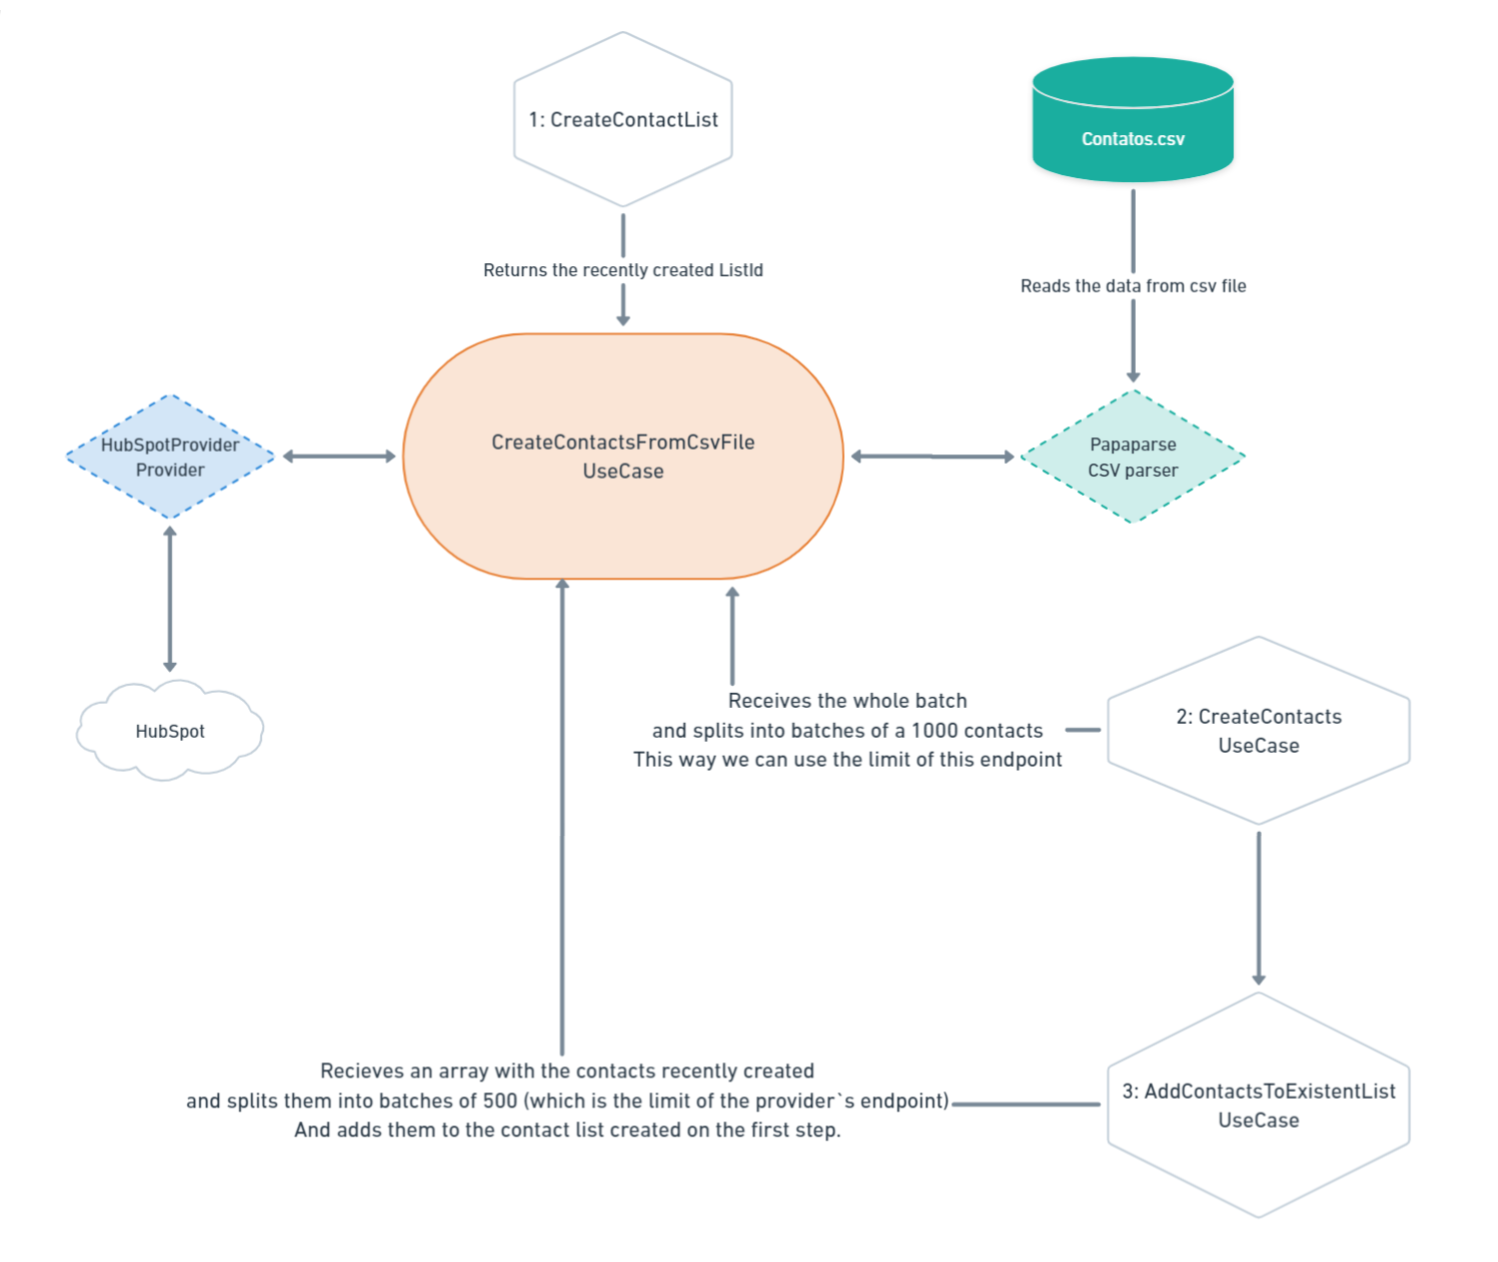 1: CreateContactList
Contatos.csv
Returns the recently created ListId
Reads the data from csv file
HubSpotProvider
Provider
CreateContactsFromCsvFile
UseCase
Papaparse
CSV parser
HubSpot
Receives the whole batch
and splits into batches of a 1000 contacts
This way we can use the limit of this endpoint
2: CreateContacts
UseCase
Recieves an array with the contacts recently created
and splits them into batches of 500 (which is the limit of the provider`s endpoint)
And adds them to the contact list created on the first step.
3: AddContactsToExistentList
UseCase